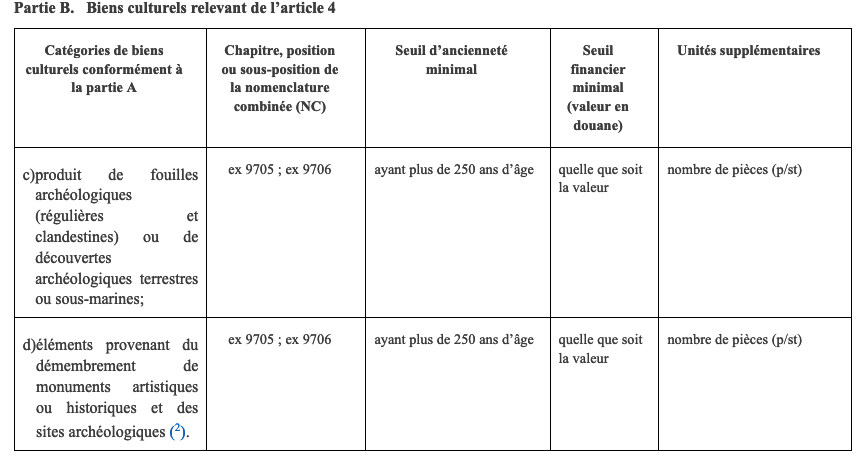 Partie B. Biens culturels relevant de l’article 4
Catégories de biens
culturels conformément à
la partie A
Chapitre, position
ou sous-position de
la nomenclature
combinée (NC)
Seuil d’ancienneté
minimal
Seuil
financier
minimal
(valeur en
douane)
Unités supplémentaires
c)produit de fouilles
archéologiques
(régulières et
clandestines) ou de
découvertes
archéologiques terrestres
ou sous-marines;
ex 9705 ; ex 9706
ayant plus de 250 ans d’âge
quelle que soit
la valeur
nombre de pièces (p/st)
d)éléments provenant du
démembrement de
monuments artistiques
ou historiques et des
sites archéologiques (²).
ex 9705 ; ex 9706
ayant plus de 250 ans d’âge
quelle que soit
la valeur
nombre de pièces (p/st)